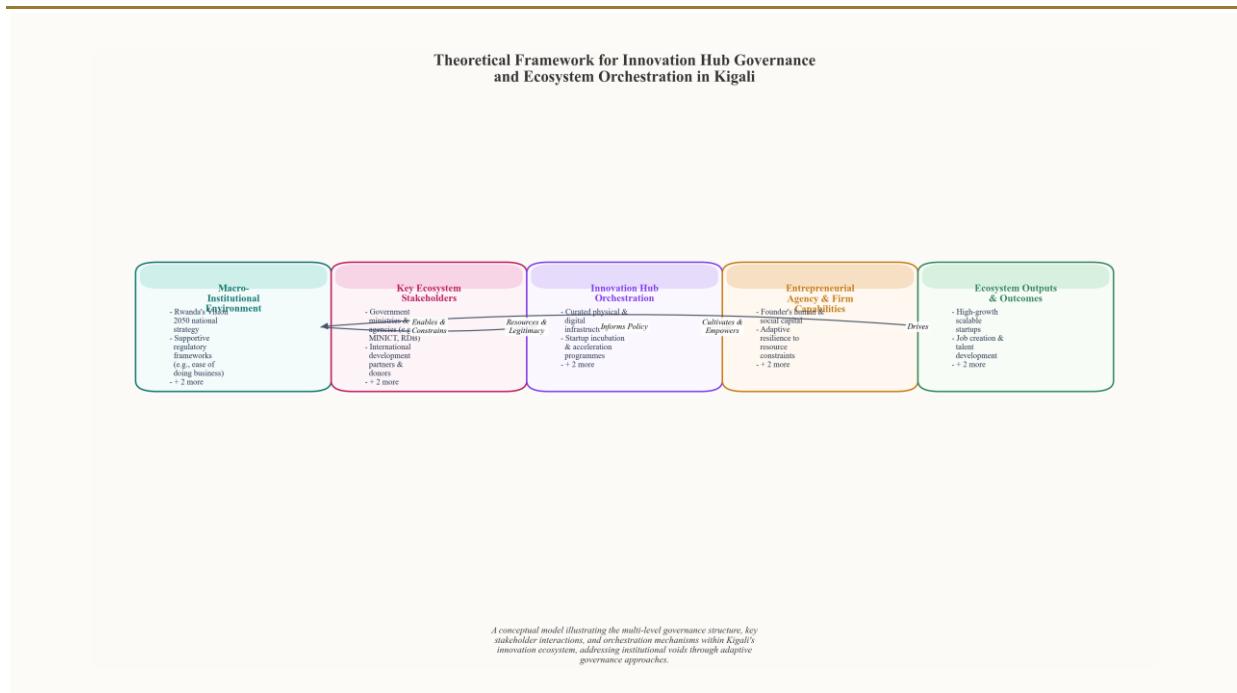 Theoretical Framework for Innovation Hub Governance
and Ecosystem Orchestration in Kigali
Macro-
Institutional
Environment
- Rwanda's Vision
2050 national
strategy
- Supportive
regulatory
frameworks
(e.g., ease of
doing business)
- + 2 more
Key Ecosystem
Stakeholders
- Government
ministries &
agencies (e.g.,
MINICT, RDB)
- International
development
partners &
donors
- + 2 more
Innovation Hub
Orchestration
- Curated physical &
digital
infrastructure
- Startup incubation
& acceleration
programmes
- + 2 more
Entrepreneurial
Agency & Firm
Capabilities
- Founder's human &
social capital
- Adaptive
resilience to
resource
constraints
- + 2 more
Ecosystem Outputs
& Outcomes
- High-growth
scalable
startups
- Job creation &
talent
development
- + 2 more
Enables &
Constrains
Resources &
Legitimacy
Informs Policy
Cultivates &
Empowers
Drives
A conceptual model illustrating the multi-level governance structure, key
stakeholder interactions, and orchestration mechanisms within Kigali's
innovation ecosystem, addressing institutional voids through adaptive
governance approaches.